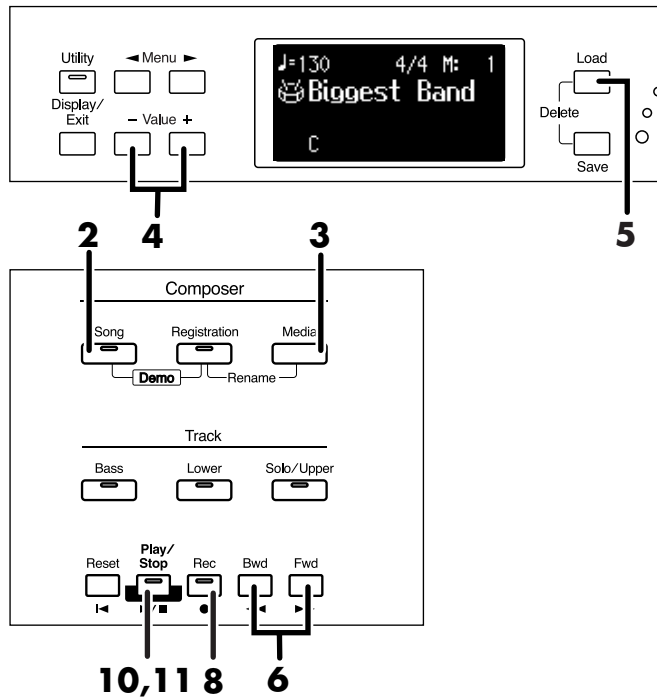 Utility
◄ Menu ►
♩=130 4/4 M: 1
Biggest Band
C
Load
Display/
Exit
− Value +
Delete
Save
4
5
2
3
Composer
Song
Registration
Media
Demo
Rename
Track
Bass
Lower
Solo/Upper
Reset
Play/
Stop
Rec
Bwd
Fwd
10,11
8
6